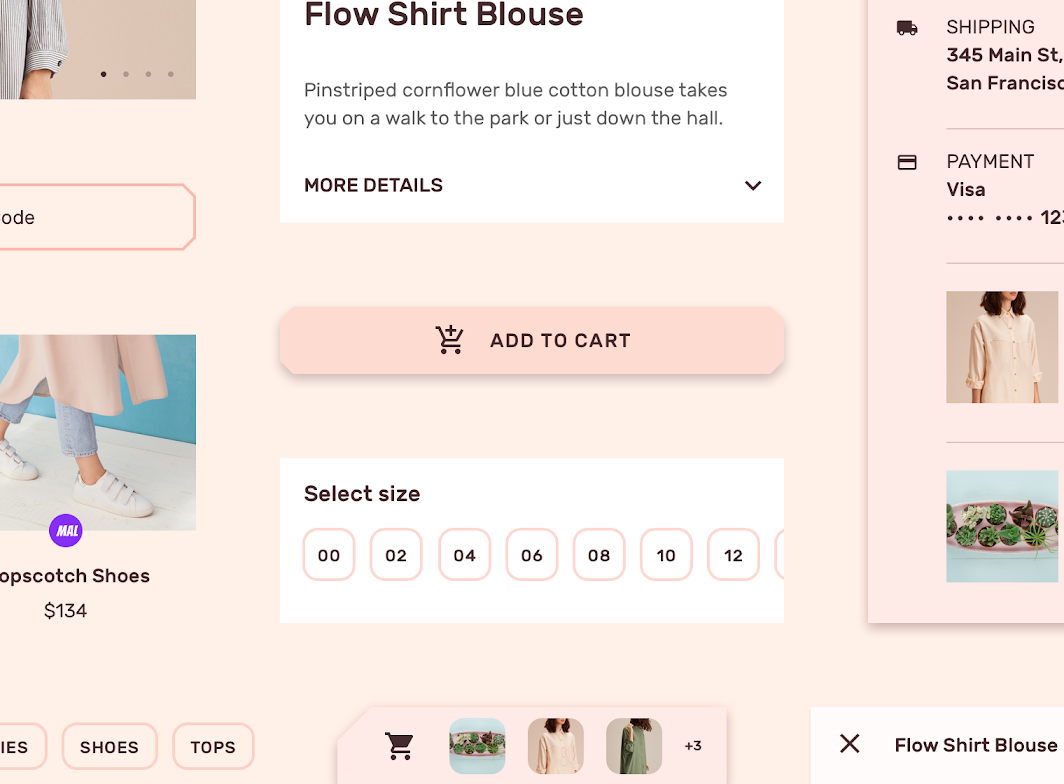 Flow Shirt Blouse
Pinstriped cornflower blue cotton blouse takes
you on a walk to the park or just down the hall.
MORE DETAILS
ode
MAL
opscotch Shoes
$134
IES
SHOES
TOPS
ADD TO CART
Select size
00 02 04 06 08 10 12
+3
SHIPPING
345 Main St,
San Francisc
PAYMENT
Visa
•••• •••• 123
Flow Shirt Blouse